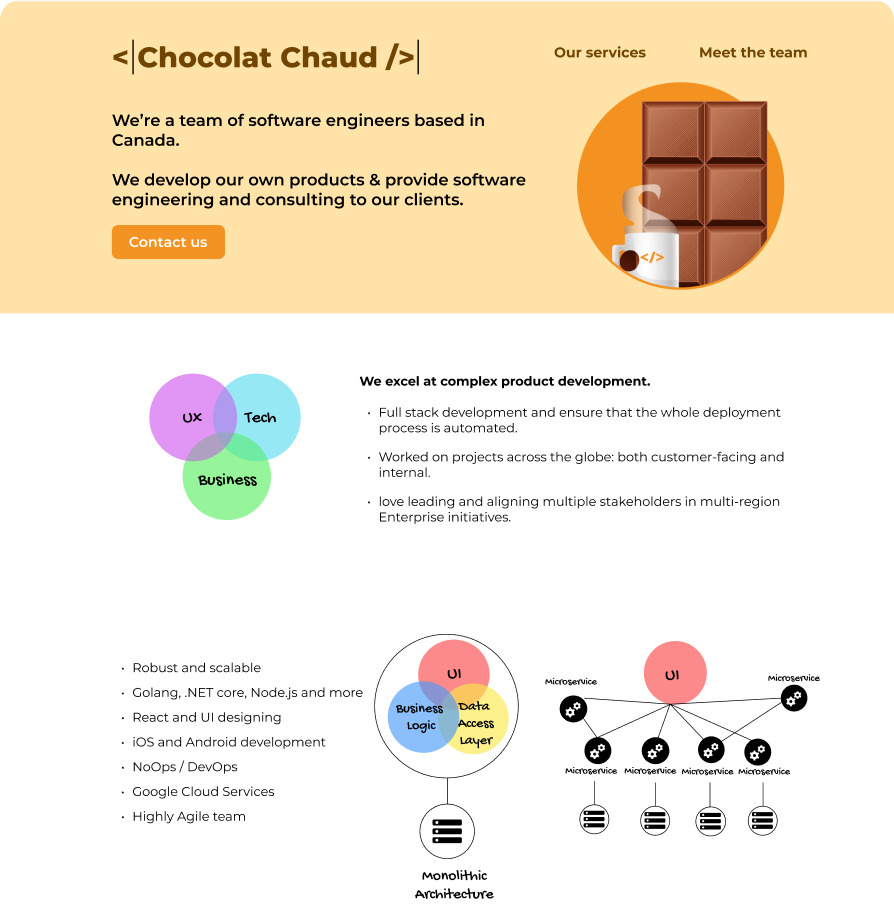 <|Chocolat Chaud />|
Our services
Meet the team
We’re a team of software engineers based in
Canada.
We develop our own products & provide software
engineering and consulting to our clients.
Contact us
</>
UX
Tech
Business
We excel at complex product development.
• Full stack development and ensure that the whole deployment
process is automated.
• Worked on projects across the globe: both customer-facing and
internal.
• love leading and aligning multiple stakeholders in multi-region
Enterprise initiatives.
• Robust and scalable
• Golang, .NET core, Node.js and more
• React and UI designing
• iOS and Android development
• NoOps / DevOps
• Google Cloud Services
• Highly Agile team
UI
Business
Logic
Data
Access
Layer
Monolithic
Architecture
UI
Microservice
Microservice
Microservice
Microservice
Microservice
Microservice